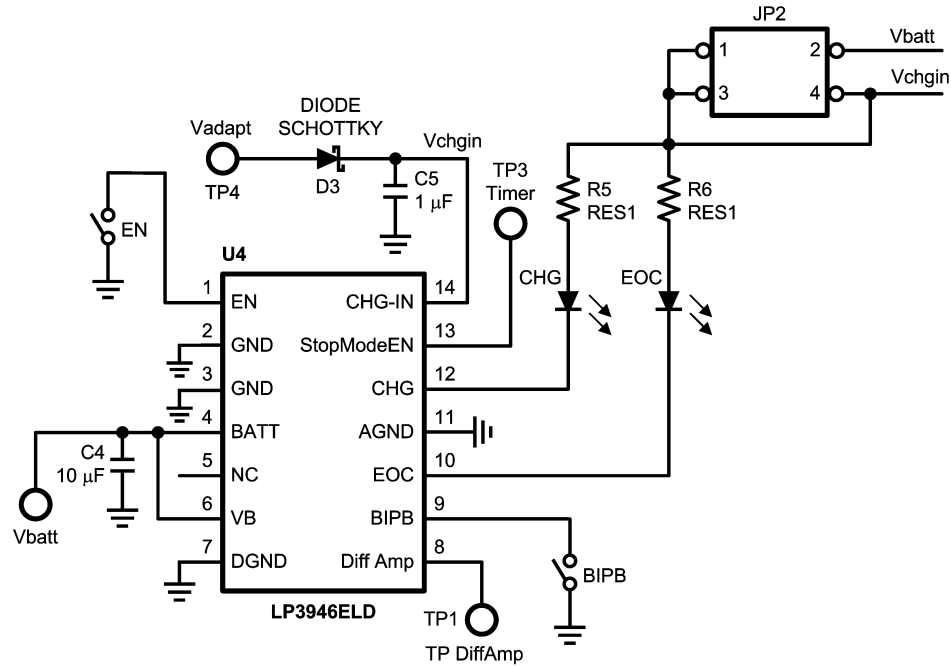 JP2
1 2 Vbatt
3 4 Vchgin
DIODE
SCHOTTKY
Vadapt
Vchgin
TP4
D3
C5
1 μF
TP3
Timer
R5
RES1
R6
RES1
EN
U4
CHG
EOC
1 EN
2 GND
3 GND
4 BATT
5 NC
6 VB
7 DGND
CHG-IN 14
StopModeEN 13
CHG 12
AGND 11
EOC 10
BIPB 9
Diff Amp 8
C4
10 μF
Vbatt
BIPB
LP3946ELD
TP1
TP DiffAmp